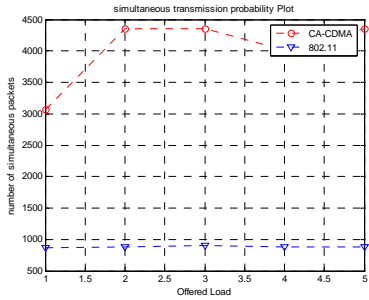 simultaneous transmission probability Plot
CA-CDMA
802.11
number of simultaneous packets
4500
4000
3500
3000
2500
2000
1500
1000
500
1 1.5 2 2.5 3 3.5 4 4.5 5
Offered Load